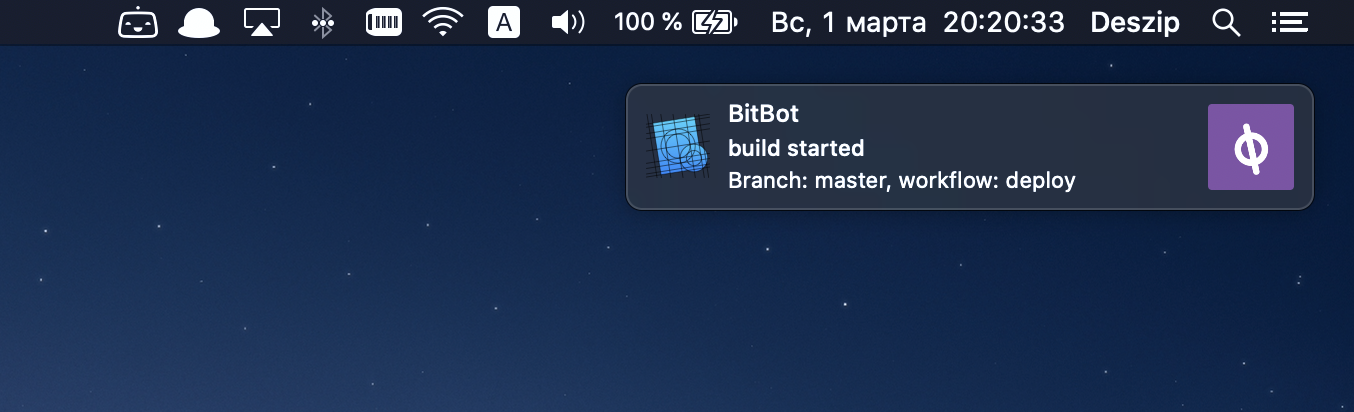 A 100 % Вс, 1 марта 20:20:33 Deszip
BitBot
build started
Branch: master, workflow: deploy